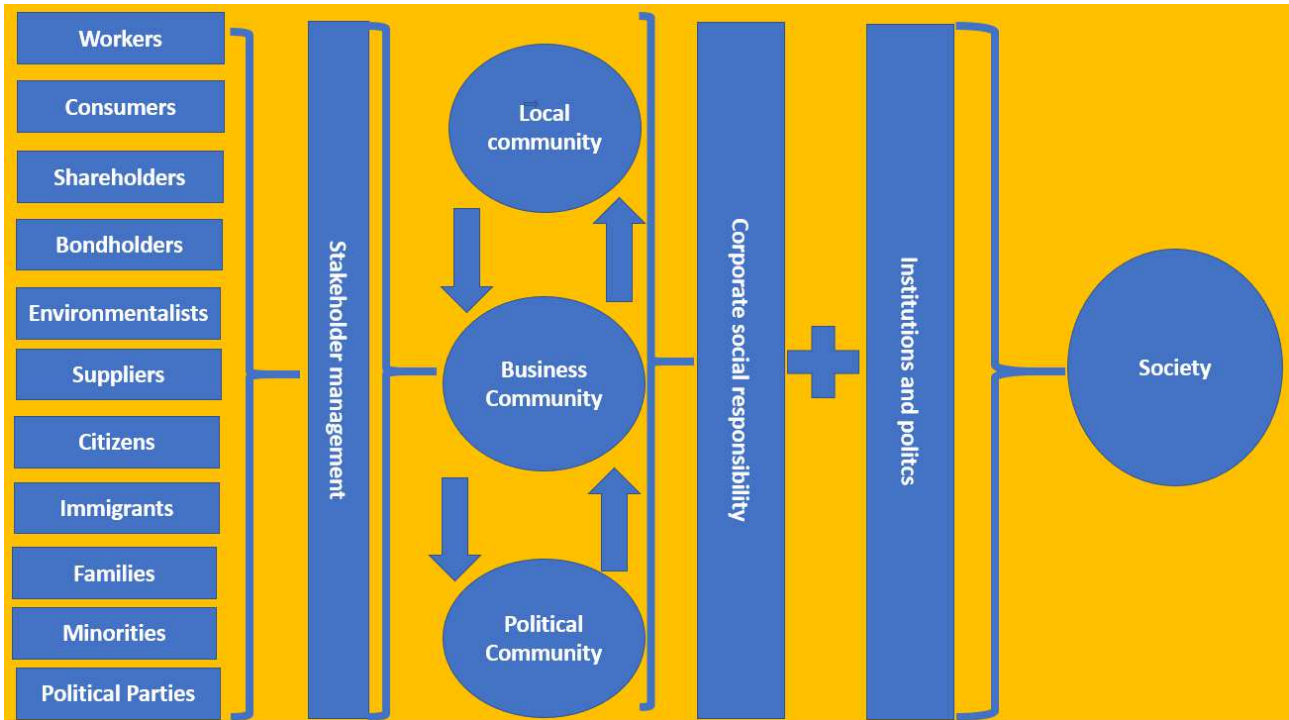 Workers
Consumers
Shareholders
Bondholders
Environmentalists
Suppliers
Citizens
Immigrants
Families
Minorities
Political Parties
Stakeholder management
Local
community
Business
Community
Political
Community
Corporate social responsibility
Institutions and politcs
Society